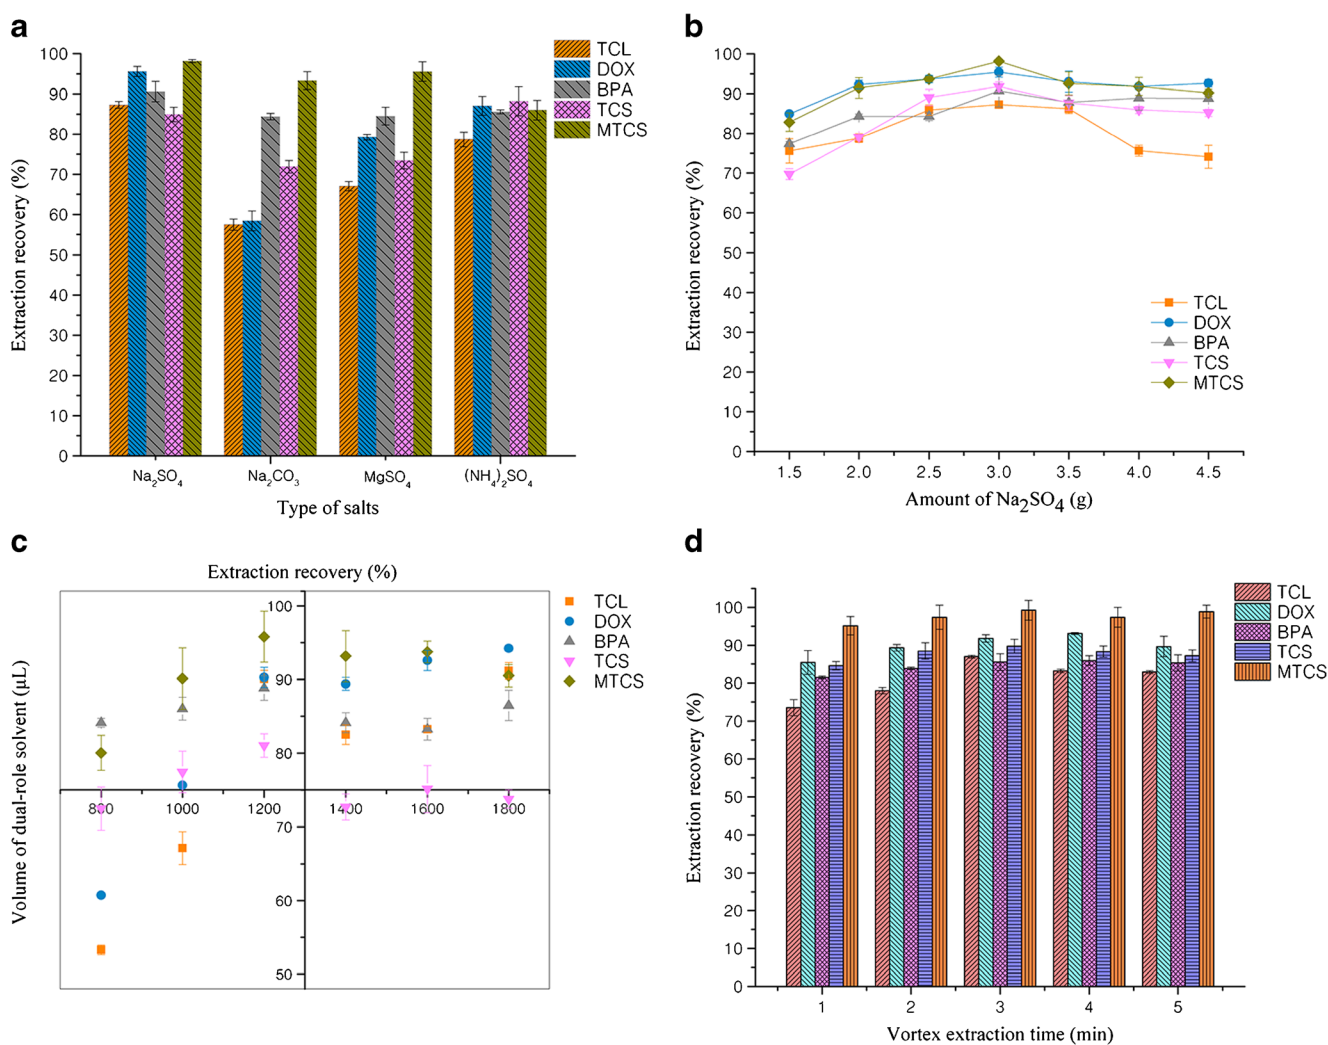 a
100
90
80
70
60
50
40
30
20
10
0
Extraction recovery (%)
Na2SO4
Na2CO3
MgSO4
(NH4)2SO4
Type of salts
TCL
DOX
BPA
TCS
MTCS
b
100
90
80
70
60
50
40
30
20
10
0
Extraction recovery (%)
TCL
DOX
BPA
TCS
MTCS
1.5 2.0 2.5 3.0 3.5 4.0 4.5
Amount of Na2SO4 (g)
c
Extraction recovery (%)
100
90
80
70
60
50
800 1000 1200 1400 1600 1800
Volume of dual-role solvent (µL)
TCL
DOX
BPA
TCS
MTCS
d
100
90
80
70
60
50
40
30
20
10
0
Extraction recovery (%)
1 2 3 4 5
Vortex extraction time (min)
TCL
DOX
BPA
TCS
MTCS